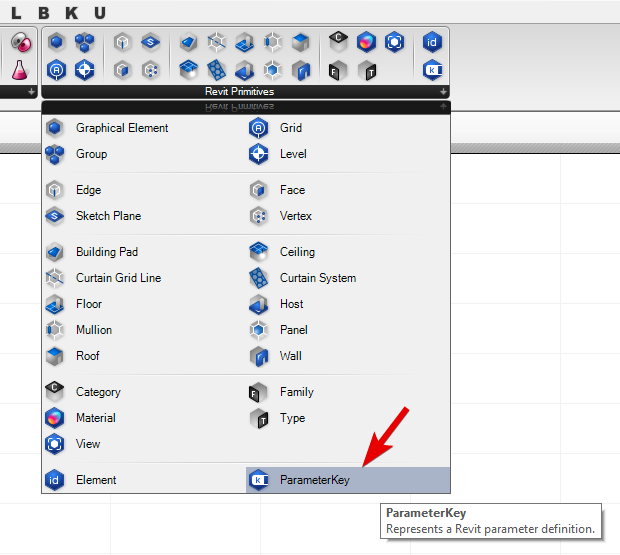 L B K U
Revit Primitives
Revit Primitives
Graphical Element Grid
Group Level
Edge Face
Sketch Plane Vertex
Building Pad Ceiling
Curtain Grid Line Curtain System
Floor Host
Mullion Panel
Roof Wall
Category Family
Material Type
View
Element ParameterKey
ParameterKey
Represents a Revit parameter definition.